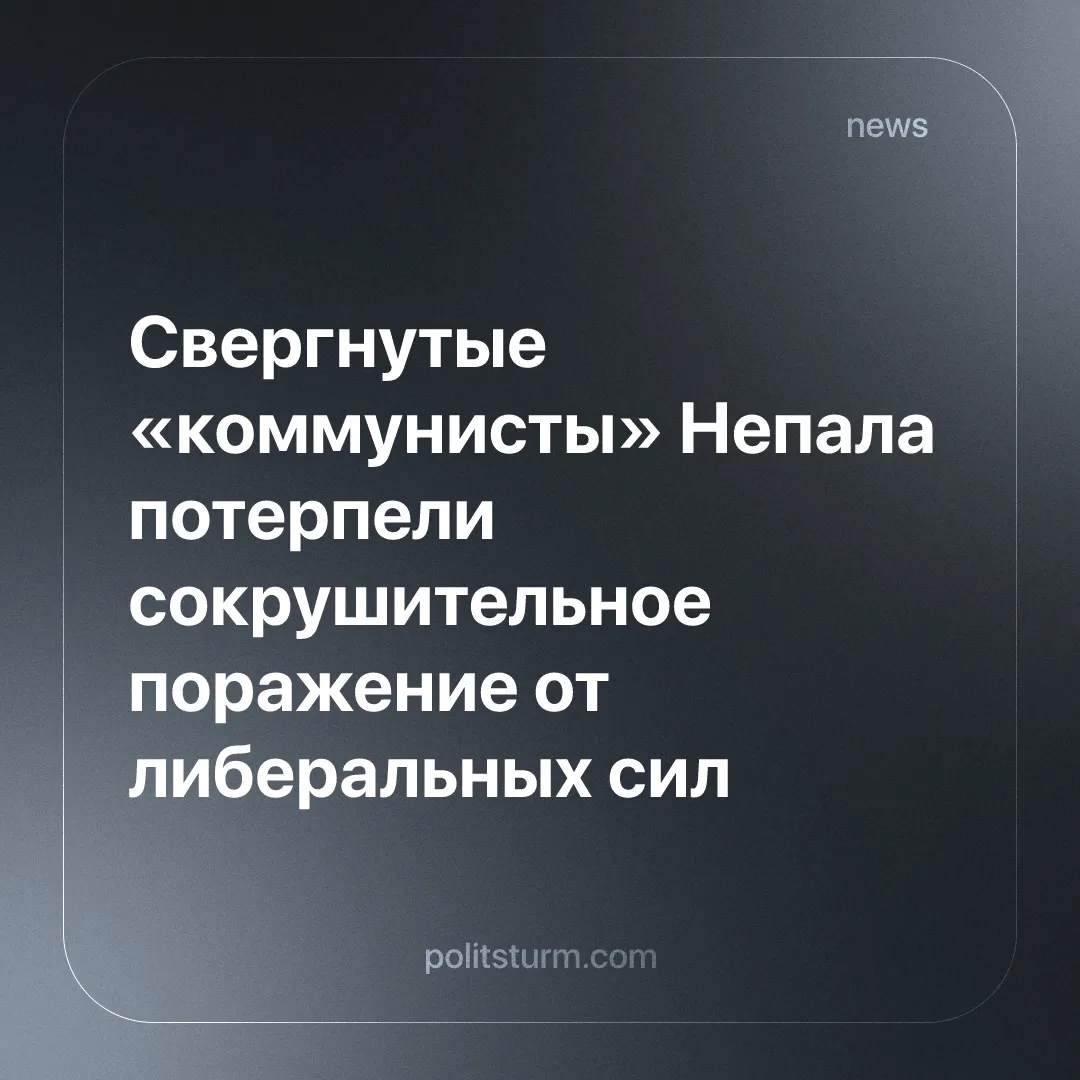 news
Свергнутые
«коммунисты» Непала
потерпели
сокрушительное
поражение от
либеральных сил
politsturm.com